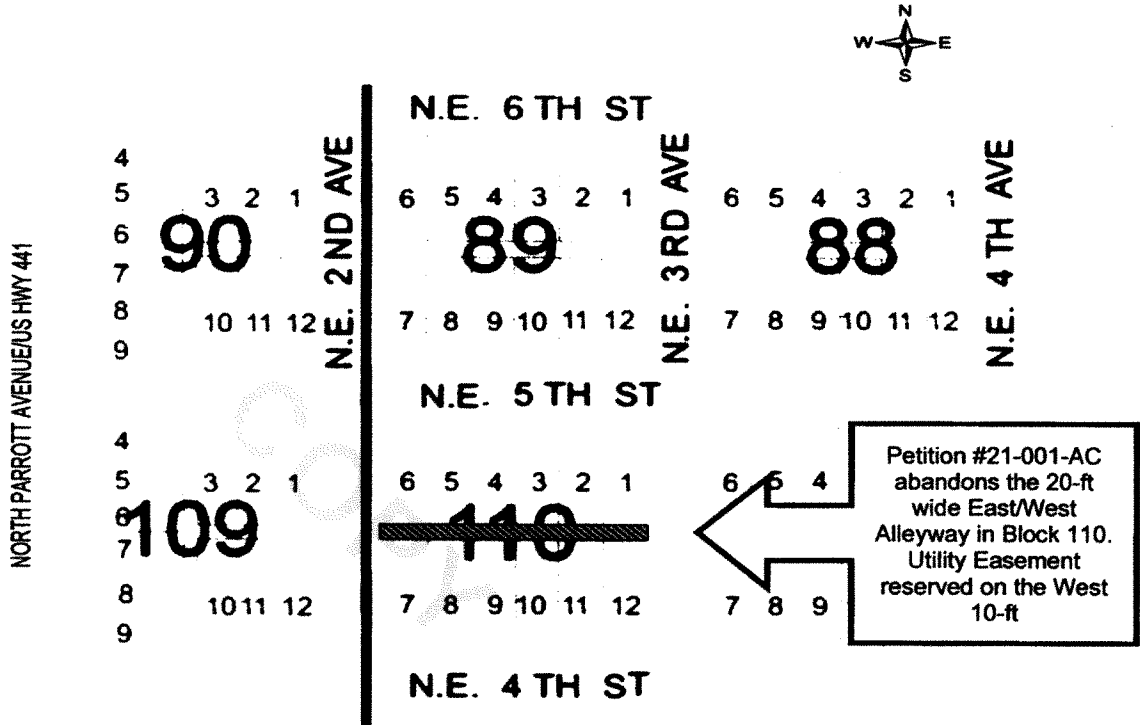 N
W E
S
N.E. 6 TH ST
NORTH PARROTT AVENUE/US HWY 441
N.E. 2ND AVE
N.E. 3 RD AVE
N.E. 4 TH AVE
4
5 3 2 1 6 5 4 3 2 1 6 5 4 3 2 1
6 90 89 88
7
8 10 11 12 7 8 9 10 11 12 7 8 9 10 11 12
9
N.E. 5 TH ST
4
5 3 2 1 6 5 4 3 2 1 6 5 4
6 109 110
7
8 10 11 12 7 8 9 10 11 12 7 8 9
9
Petition #21-001-AC
abandons the 20-ft
wide East/West
Alleyway in Block 110.
Utility Easement
reserved on the West
10-ft
N.E. 4 TH ST
COPY